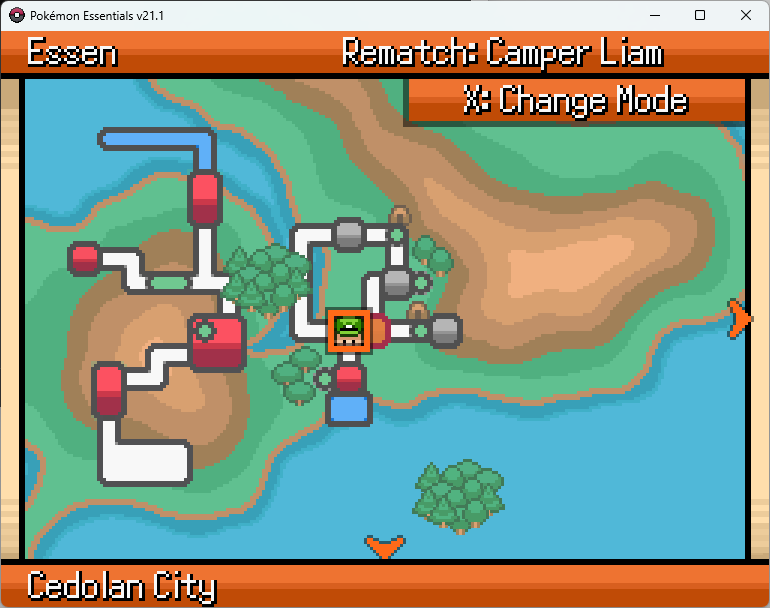 Pokémon Essentials v21.1
Essen
Rematch: Camper Liam
X: Change Mode
Cedolan City